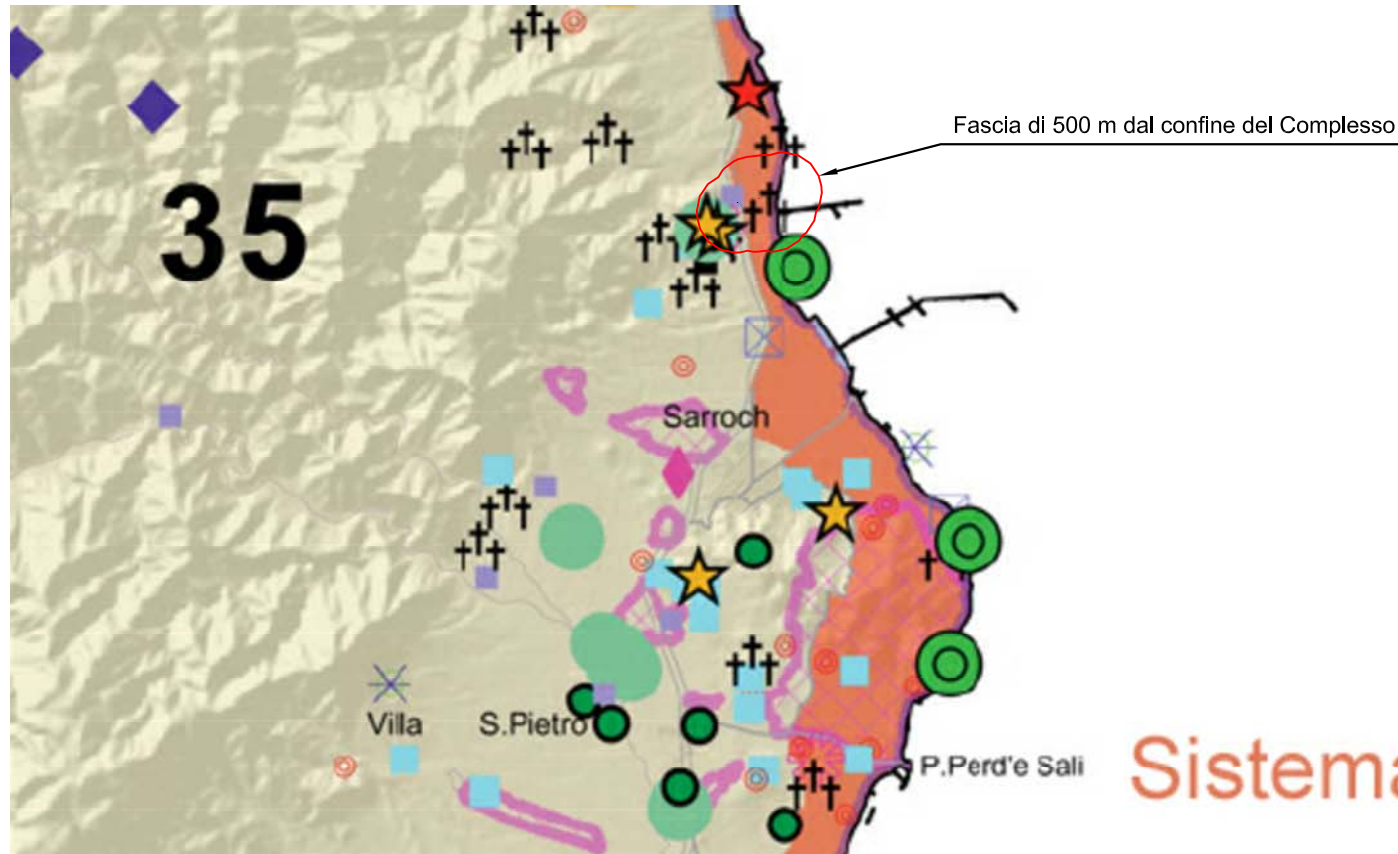 Fascia di 500 m dal confine del Complesso
35
Sarroch
Villa S.Pietro
P.Perd'e Sali
Sistema